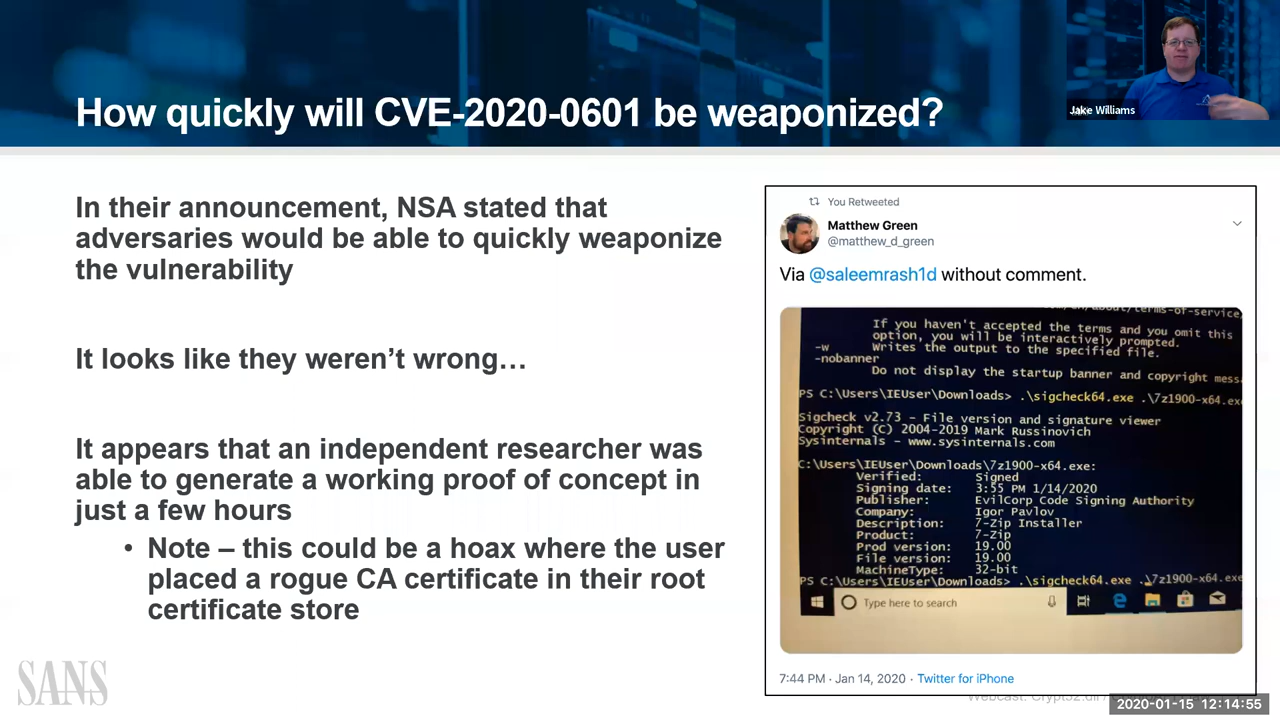 How quickly will CVE-2020-0601 be weaponized?
Jake Williams
In their announcement, NSA stated that
adversaries would be able to quickly weaponize
the vulnerability
It looks like they weren't wrong…
It appears that an independent researcher was
able to generate a working proof of concept in
just a few hours
• Note – this could be a hoax where the user
placed a rogue CA certificate in their root
certificate store
You Retweeted
Matthew Green
@matthew_d_green
Via @saleemrash1d without comment.
If you haven't accepted the terms and you omit this
option, you will be interactively prompted.
-w Writes the output to the specified file.
-nobanner
Do not display the startup banner and copyright
PS C:\Users\IEUser\Downloads> .\sigcheck64.exe .\7z1900-x64.ex
Sigcheck v2.73 - File version and signature viewer
Copyright (C) 2004-2019 Mark Russinovich
Sysinternals - www.sysinternals.com
C:\Users\IEUser\Downloads\7z1900-x64.exe:
Verified: Signed
Signing date: 3:55 PM 1/14/2020
Publisher: EvilCorp Code Signing Authority
Company: Igor Pavlov
Description: 7-Zip Installer
Product: 7-Zip
Prod version: 19.00
File version: 19.00
MachineType: 32-bit
PS C:\Users\IEUser\Downloads> .\sigcheck64.exe .\7z1900-x64.exe
Type here to search
7:44 PM · Jan 14, 2020 · Twitter for iPhone
SANS
2020-01-15 12:14:55